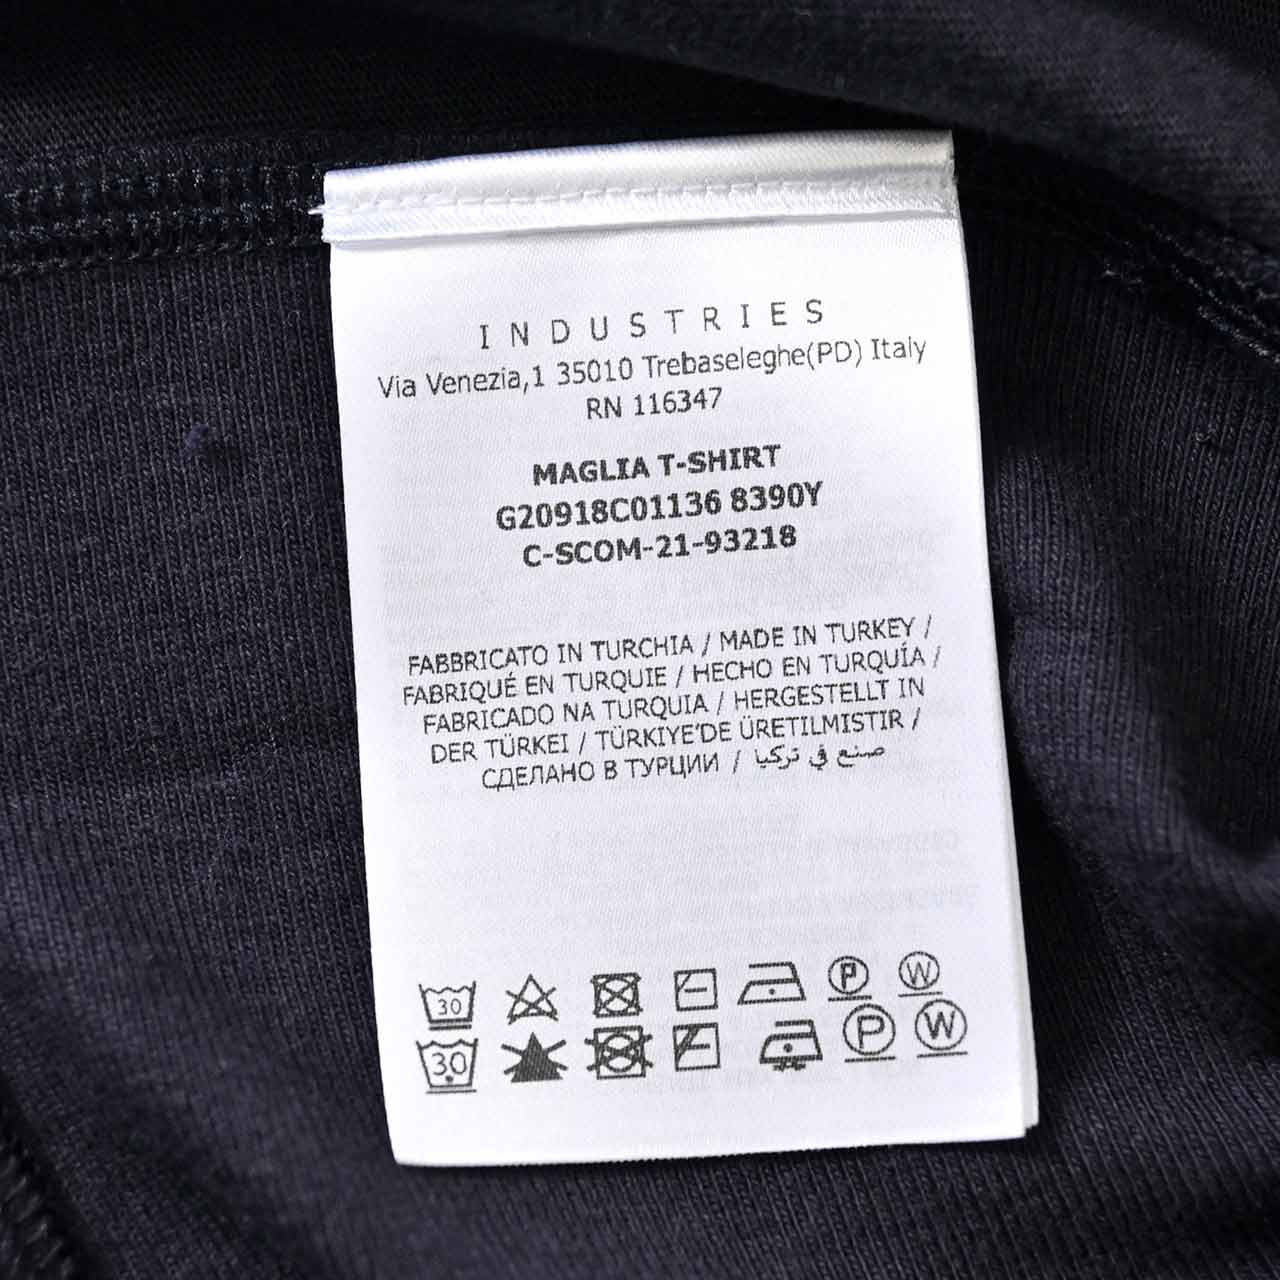 INDUSTRIES
Via Venezia,1 35010 Trebaseleghe(PD) Italy
RN 116347
MAGLIA T-SHIRT
G20918C01136 8390Y
C-SCOM-21-93218
FABBRICATO IN TURCHIA / MADE IN TURKEY /
FABRIQUÉ EN TURQUIE / HECHO EN TURQUÍA /
FABRICADO NA TURQUIA / HERGESTELLT IN
DER TÜRKEI / TÜRKIYE'DE ÜRETILMISTIR /
СДЕЛАНО В ТУРЦИИ / صنع في تركيا
30 P W
30 P W